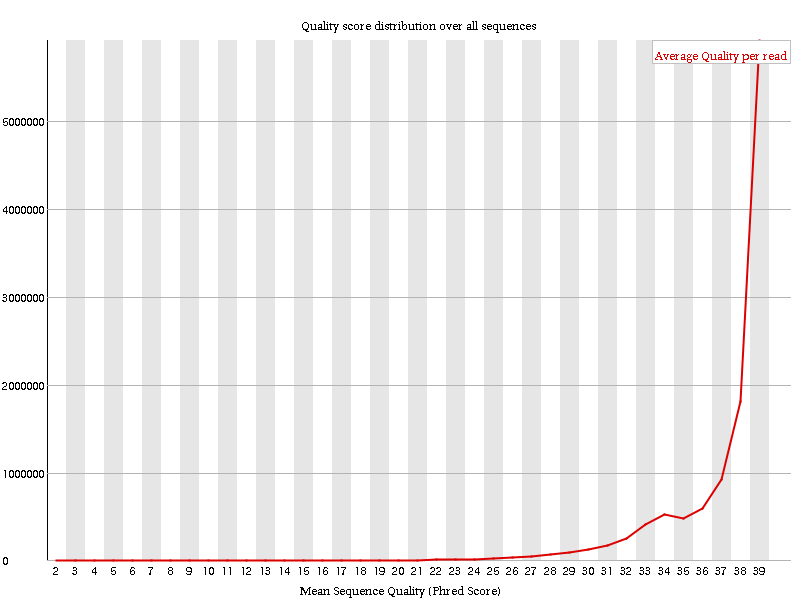 Quality score distribution over all sequences
Average Quality per read
5000000
4000000
3000000
2000000
1000000
0
2 3 4 5 6 7 8 9 10 11 12 13 14 15 16 17 18 19 20 21 22 23 24 25 26 27 28 29 30 31 32 33 34 35 36 37 38 39
Mean Sequence Quality (Phred Score)